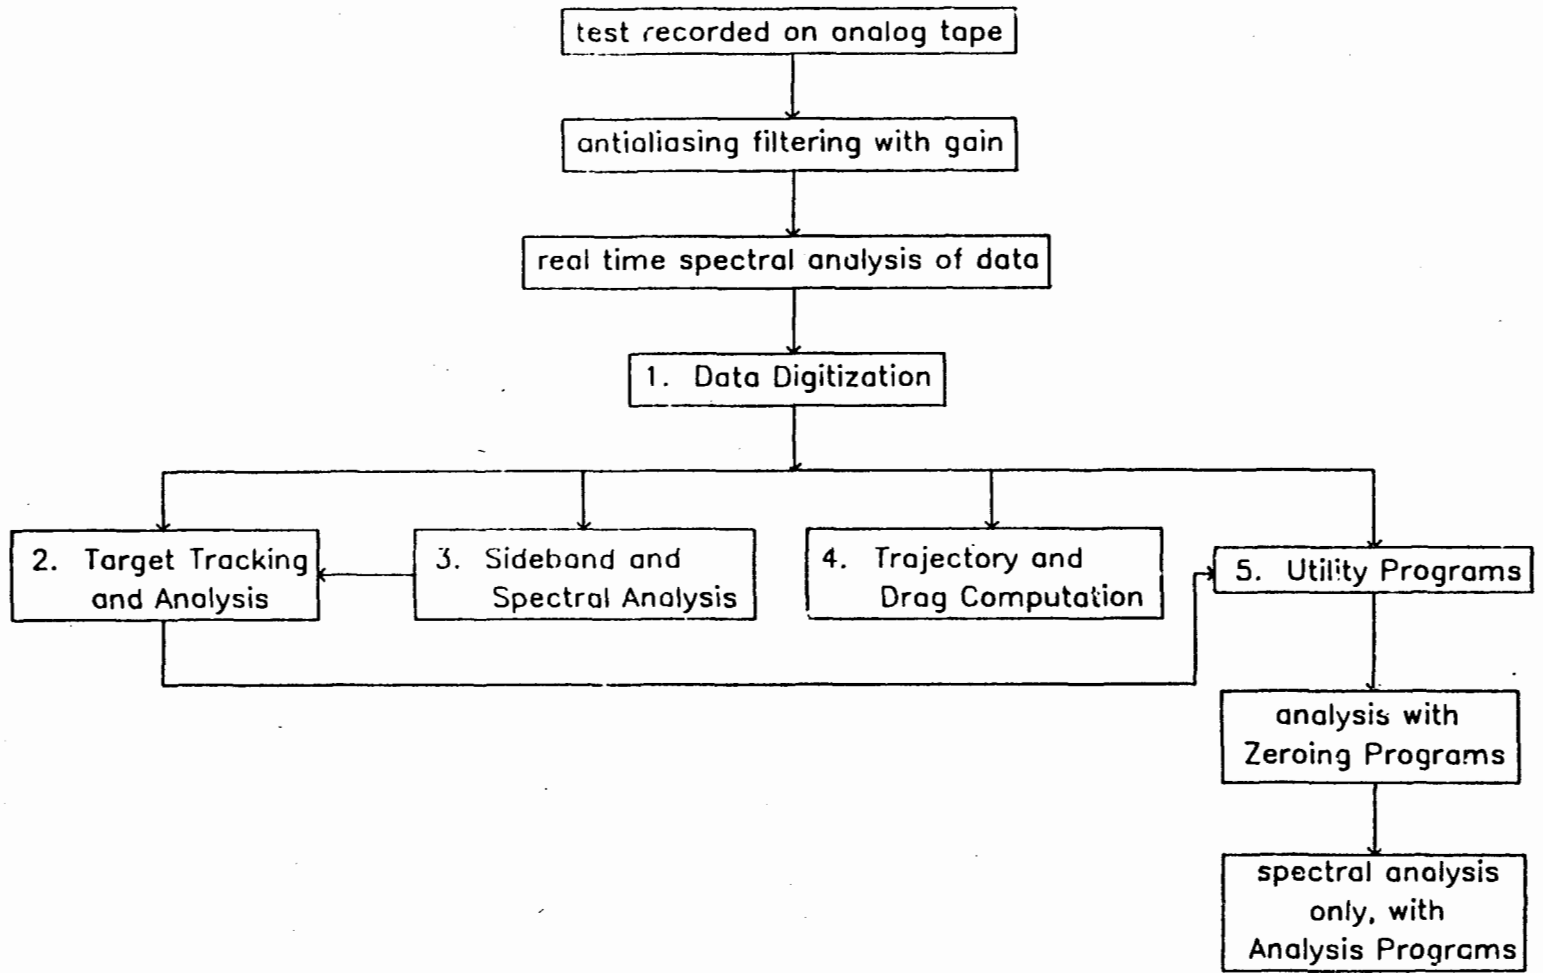 test recorded on analog tape
antialiasing filtering with gain
real time spectral analysis of data
1. Data Digitization
2. Target Tracking
and Analysis
3. Sideband and
Spectral Analysis
4. Trajectory and
Drag Computation
5. Utility Programs
analysis with
Zeroing Programs
spectral analysis
only, with
Analysis Programs